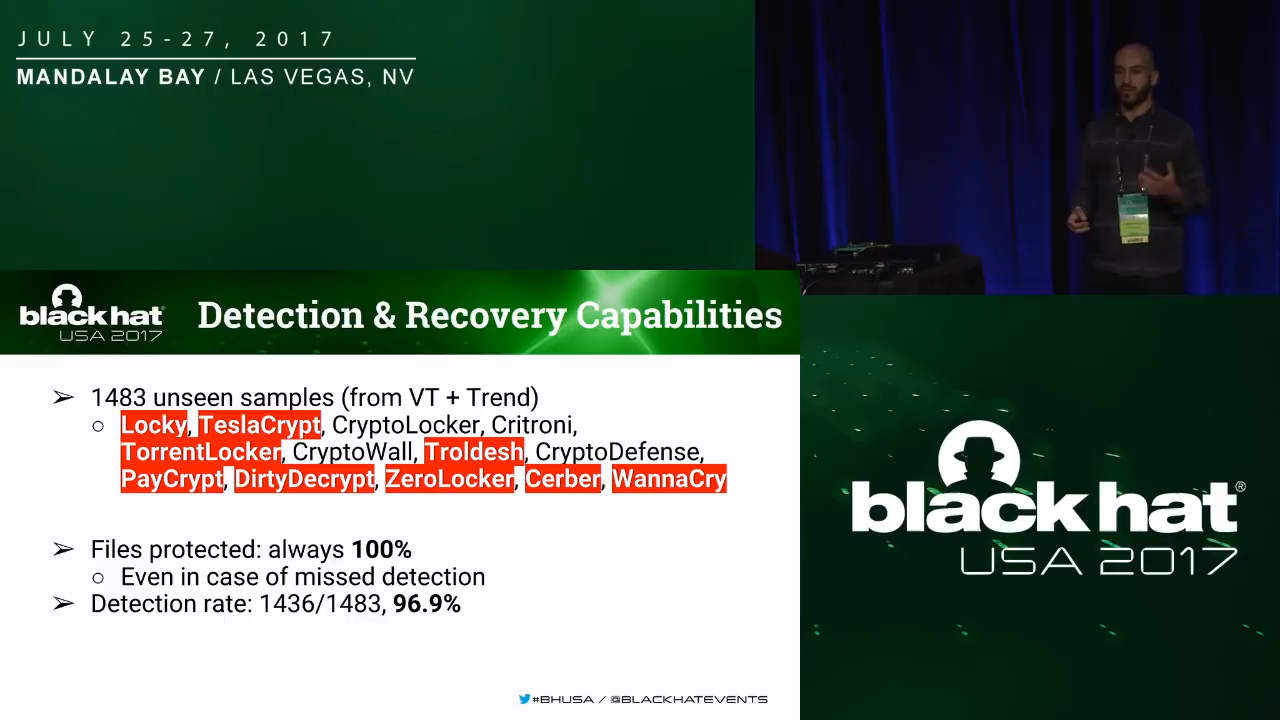 JULY 25-27, 2017
MANDALAY BAY / LAS VEGAS, NV
black hat
USA 2017
Detection & Recovery Capabilities
➢ 1483 unseen samples (from VT + Trend)
○ Locky, TeslaCrypt, CryptoLocker, Critroni,
TorrentLocker, CryptoWall, Troldesh, CryptoDefense,
PayCrypt, DirtyDecrypt, ZeroLocker, Cerber, WannaCry
➢ Files protected: always 100%
○ Even in case of missed detection
➢ Detection rate: 1436/1483, 96.9%
#BHUSA / @BLACKHATEVENTS
black hat®
USA 2017